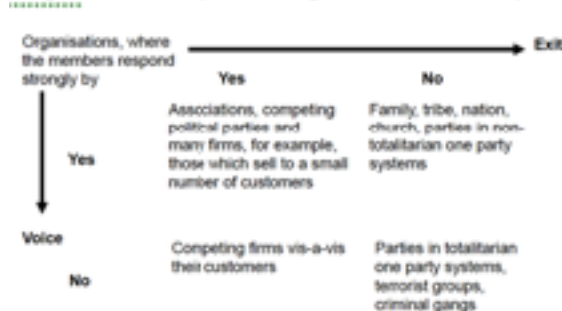 Organisations, where
the members respond
strongly by
Exit
Yes
No
Yes
Associations, competing
political parties and
many firms, for example,
those which sell to a small
number of customers
Family, tribe, nation,
church, parties in non-
totalitarian one party
systems
Voice
No
Competing firms vis-a-vis
their customers
Parties in totalitarian
one party systems,
terrorist groups,
criminal gangs